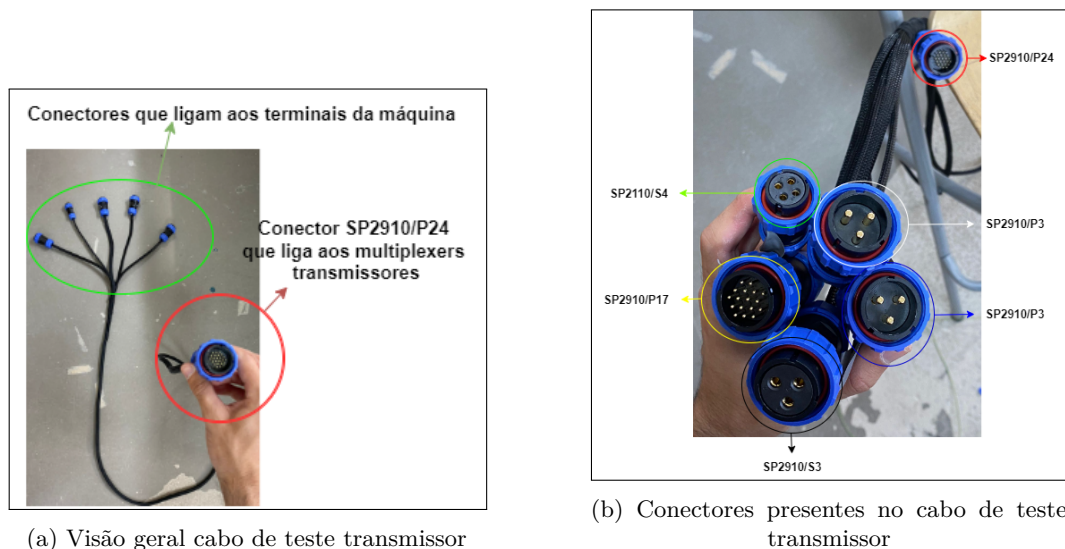 Conectores que ligam aos terminais da máquina
Conector SP2910/P24
que liga aos multiplexers
transmissores
(a) Visão geral cabo de teste transmissor
SP2910/P24
SP2110/S4
SP2910/P3
SP2910/P17
SP2910/P3
SP2910/S3
(b) Conectores presentes no cabo de teste
transmissor